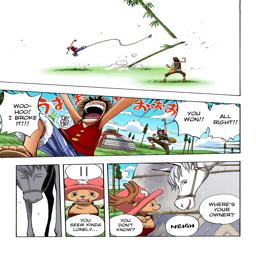 ALL
RIGHT!!
YOU
WON!!
WOO-
HOO!
I BROKE
IT!!!
!!
YOU
SEEM KINDA
LONELY...
WHERE'S
YOUR
OWNER?
NEIGH
YOU
DON'T
KNOW?